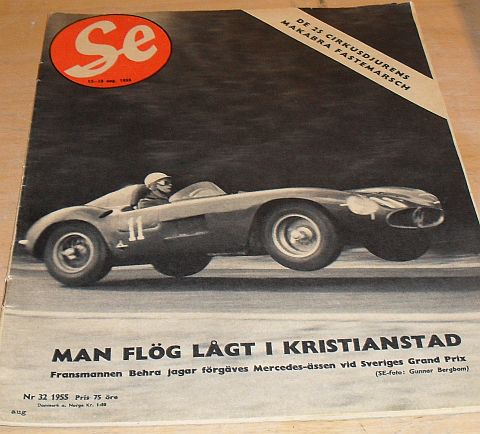 Se
12-18 aug. 1955
DE 25 CIRKUSDJURENS
MAKABRA FASTEMARSCH
11
MAN FLÖG LÅGT I KRISTIANSTAD
Fransmannen Behra jagar förgäves Mercedes-ässen vid Sveriges Grand Prix
(SE-foto: Gunnar Bergbom)
Nr 32 1955 Pris 75 öre
Danmark o. Norge Kr. 1:00
aug